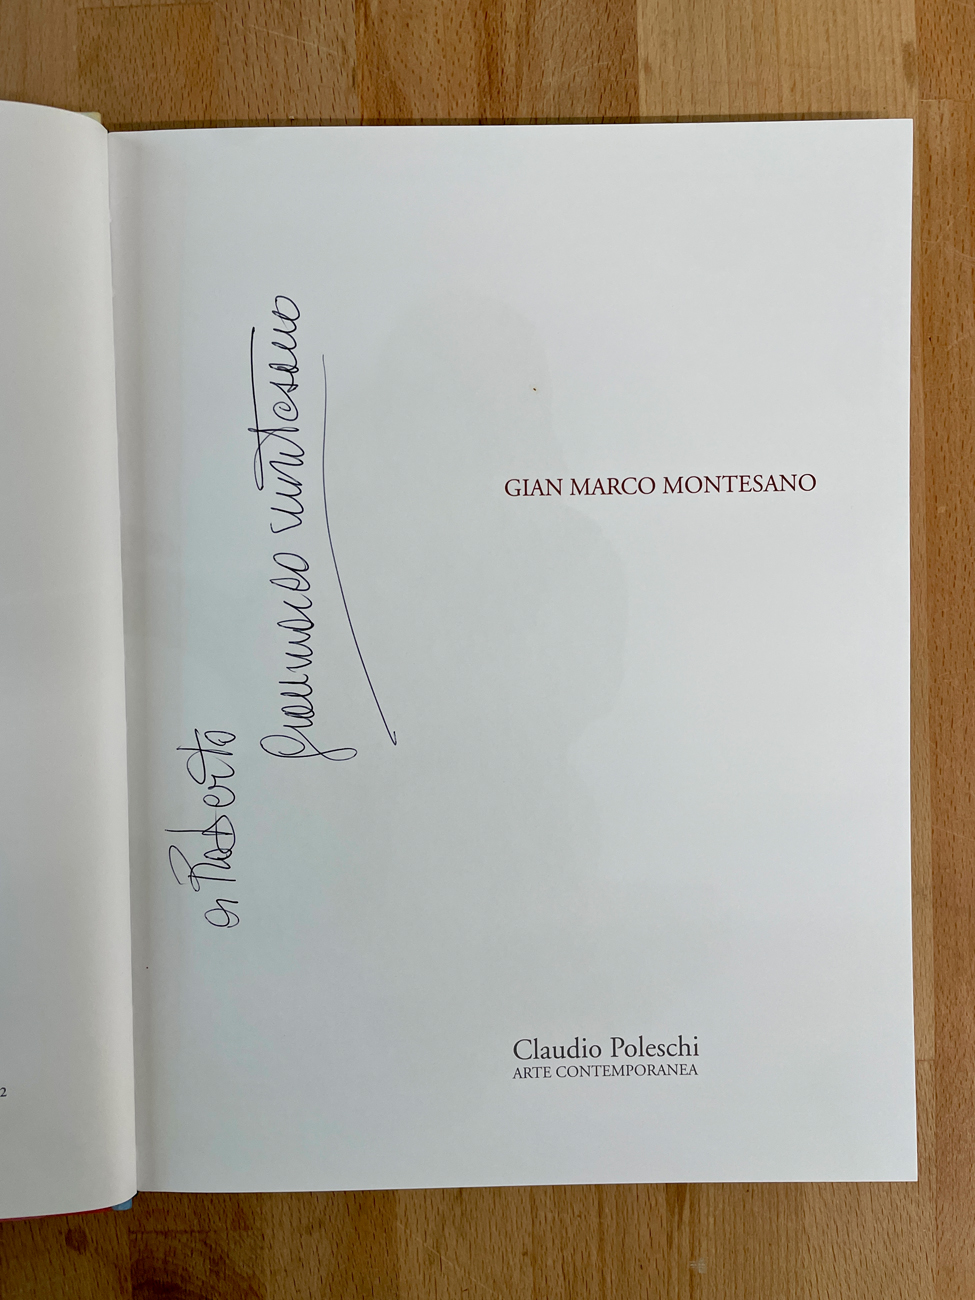 GIAN MARCO MONTESANO
Roberto
Gianmarco Montesano
Claudio Poleschi
ARTE CONTEMPORANEA
2